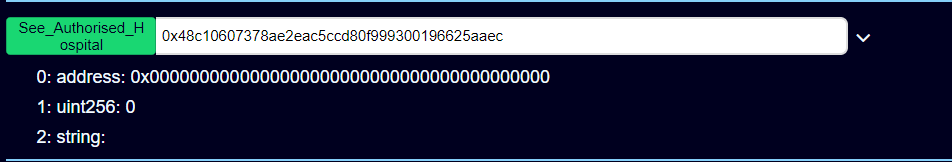 See_Authorised_H
ospital
0x48c10607378ae2eac5ccd80f999300196625aaec
0: address: 0x0000000000000000000000000000000000000000
1: uint256: 0
2: string: